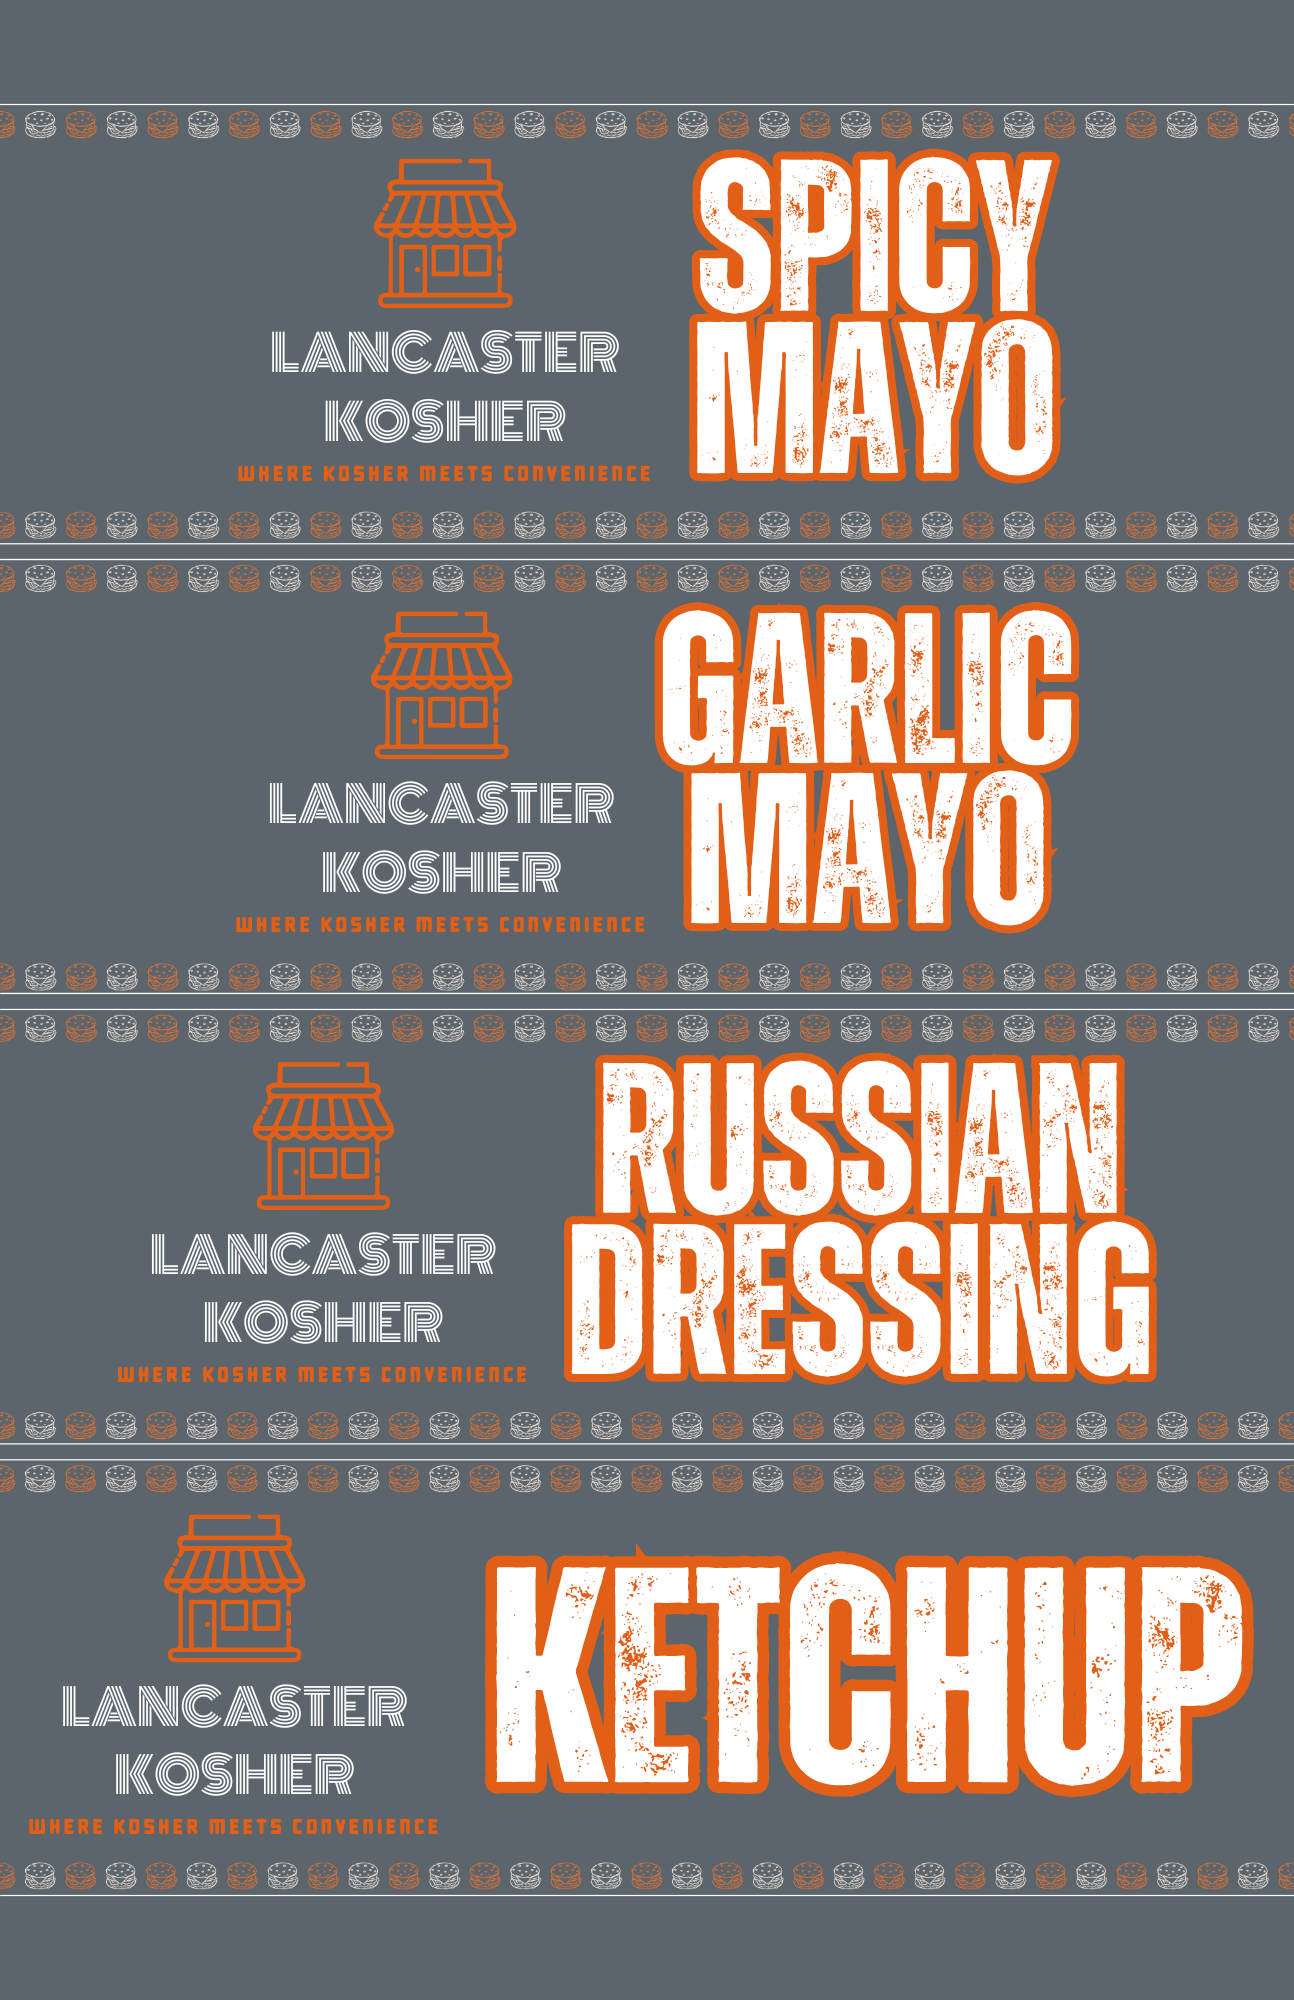 LANCASTER
KOSHER
WHERE KOSHER MEETS CONVENIENCE
SPICY
MAYO
LANCASTER
KOSHER
WHERE KOSHER MEETS CONVENIENCE
GARLIC
MAYO
LANCASTER
KOSHER
WHERE KOSHER MEETS CONVENIENCE
RUSSIAN
DRESSING
LANCASTER
KOSHER
WHERE KOSHER MEETS CONVENIENCE
KETCHUP